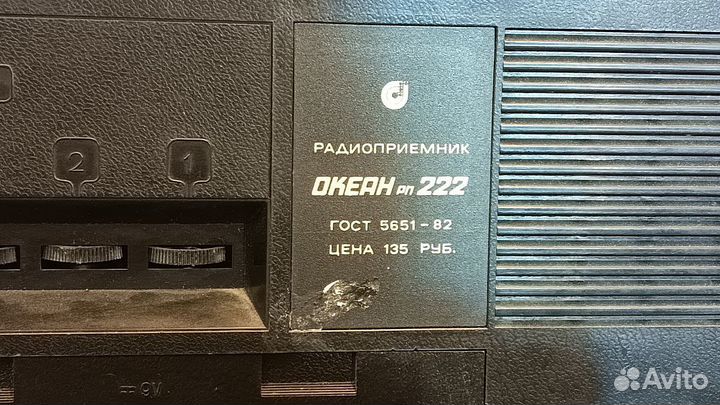 2 1
РАДИОПРИЕМНИК
ОКЕАН РП 222
ГОСТ 5651-82
ЦЕНА 135 РУБ.
9V
Avito